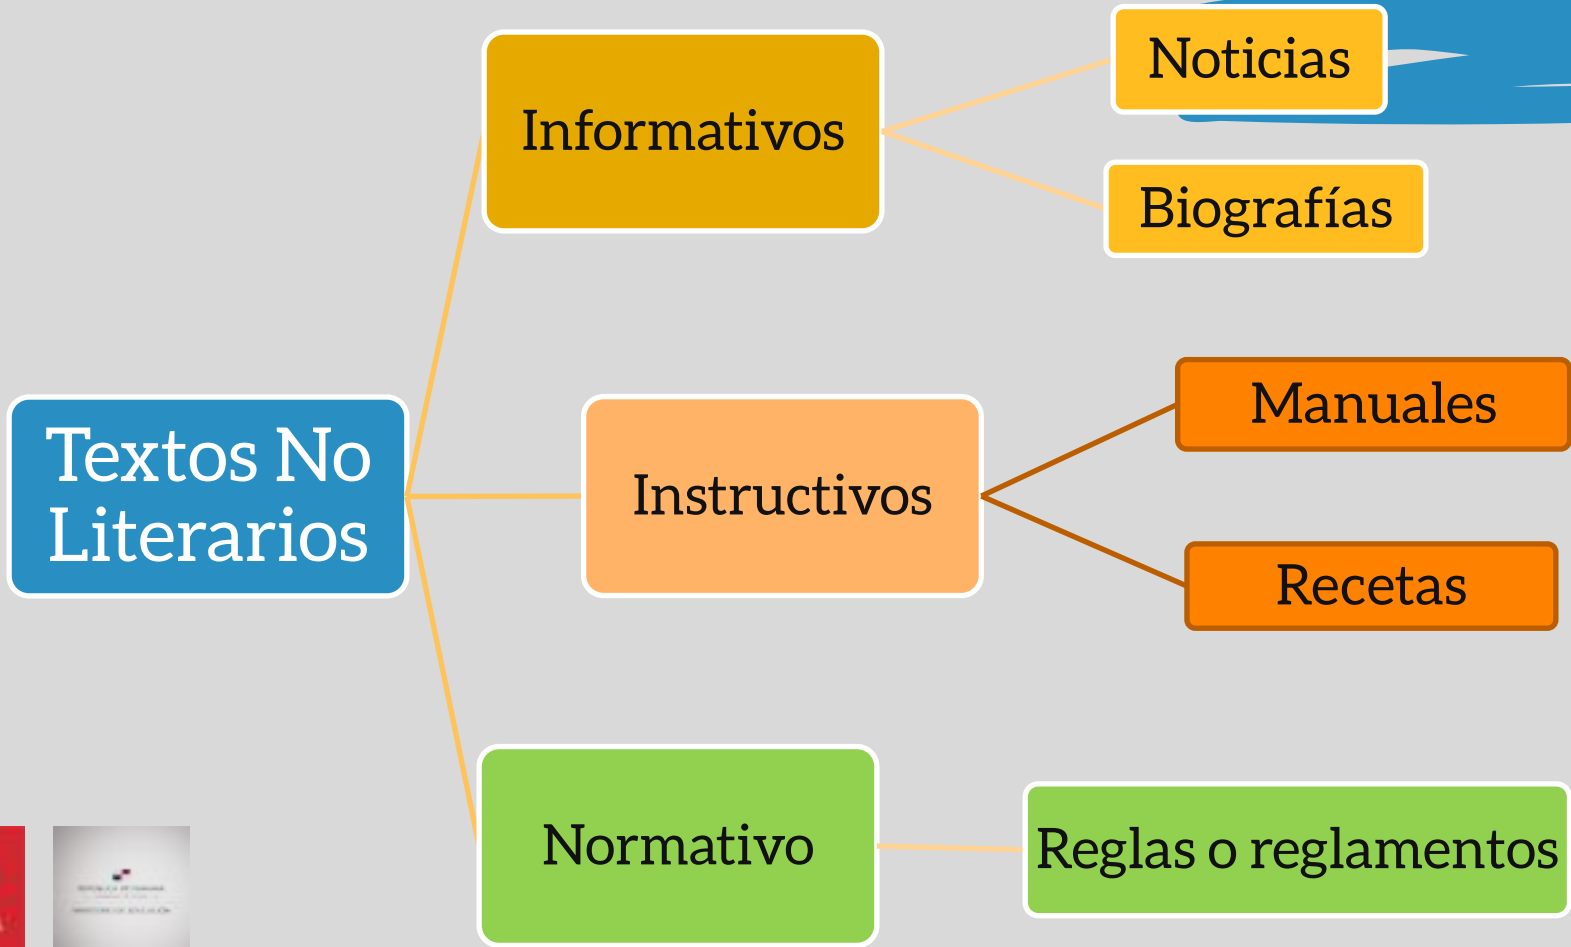 Noticias
Informativos
Biografías
Manuales
Textos No
Literarios
Instructivos
Recetas
Normativo
Reglas o reglamentos